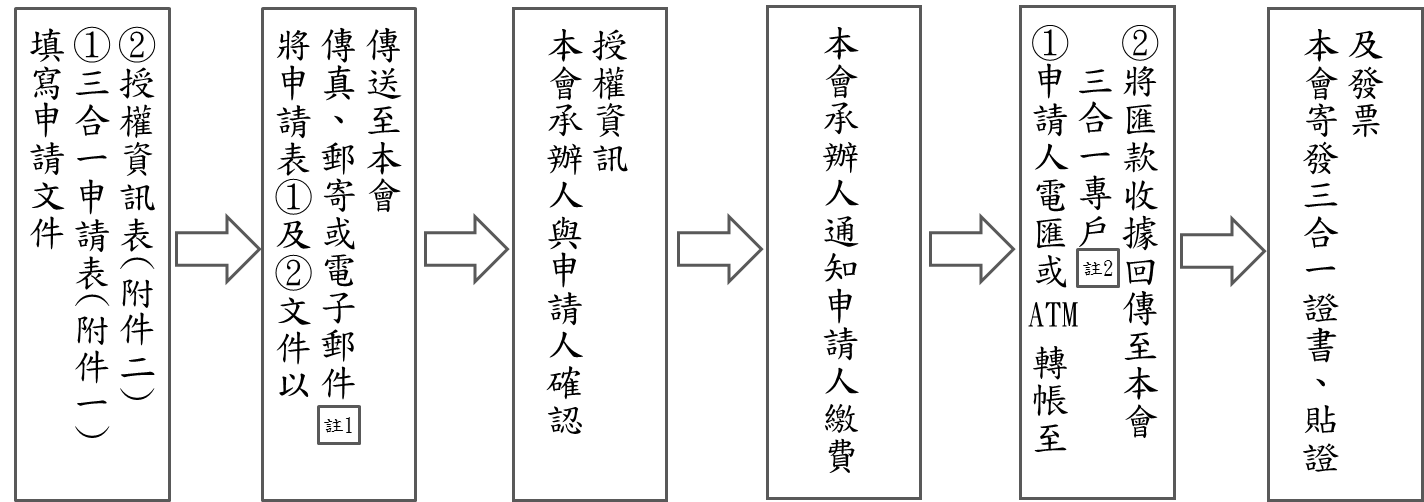 填寫申請文件
①三合一申請表(附件一)
②授權資訊表(附件二)
將申請表①及②文件以
傳真、郵寄或電子郵件註1
傳送至本會
本會承辦人與申請人確認
授權資訊
本會承辦人通知申請人繳費
①申請人電匯或ATM轉帳至
三合一專戶註2
②將匯款收據回傳至本會
本會寄發三合一證書、貼證
及發票